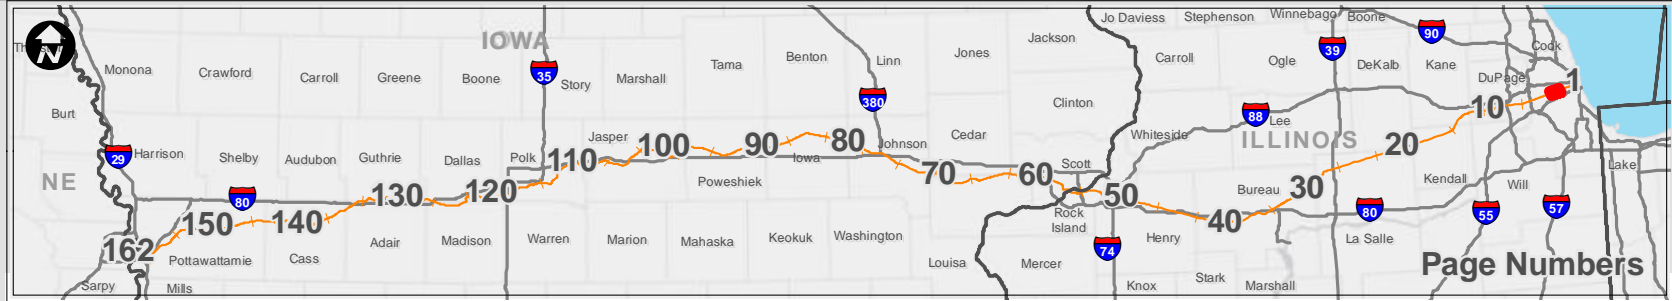 Jo Daviess Stephenson Winnebago Boone
IOWA
Jackson
90
Cock
N
Monona Crawford Carroll Greene Boone 35 Story Marshall Tama Benton Linn Jones Carroll Ogle 39 DeKalb Kane
DuPage 1
380
Clinton
10
Burt
88 Lee
Jasper 100 90 80 Johnson Cedar Whiteside ILLINOIS 20
29 Harrison Shelby Audubon Guthrie Dallas Polk 110 Iowa
70 60 Scott
Lake
NE
80
130 120
Poweshiek
50
Bureau 30 Kendall Will
150 140
162
Rock
Island
40
80
55 57
Adair Madison Warren Marion Mahaska Keokuk Washington
74
Henry
La Salle
Pottawattamie Cass
Louisa Mercer
Page Numbers
Sarpy Mills
Knox Stark Marshall